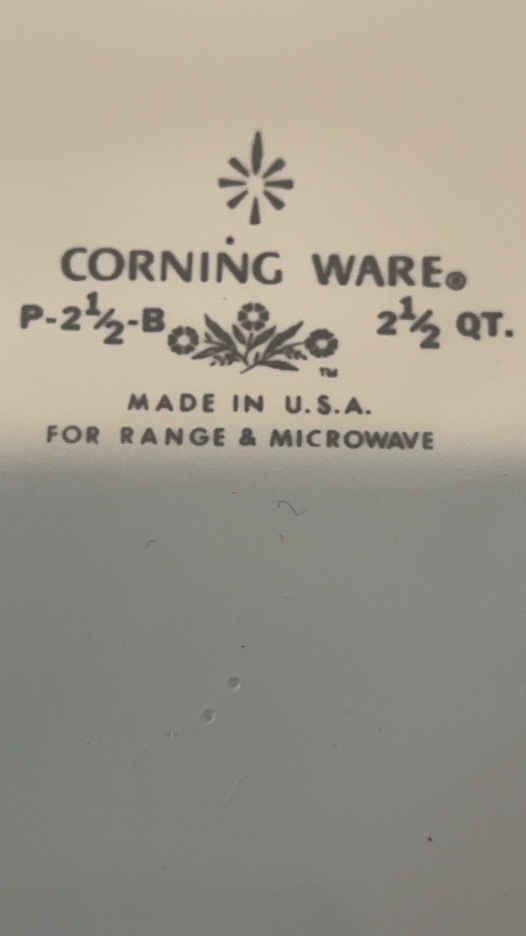 CORNING WARE®
P-2½-B 2½ QT.
TM
MADE IN U.S.A.
FOR RANGE & MICROWAVE